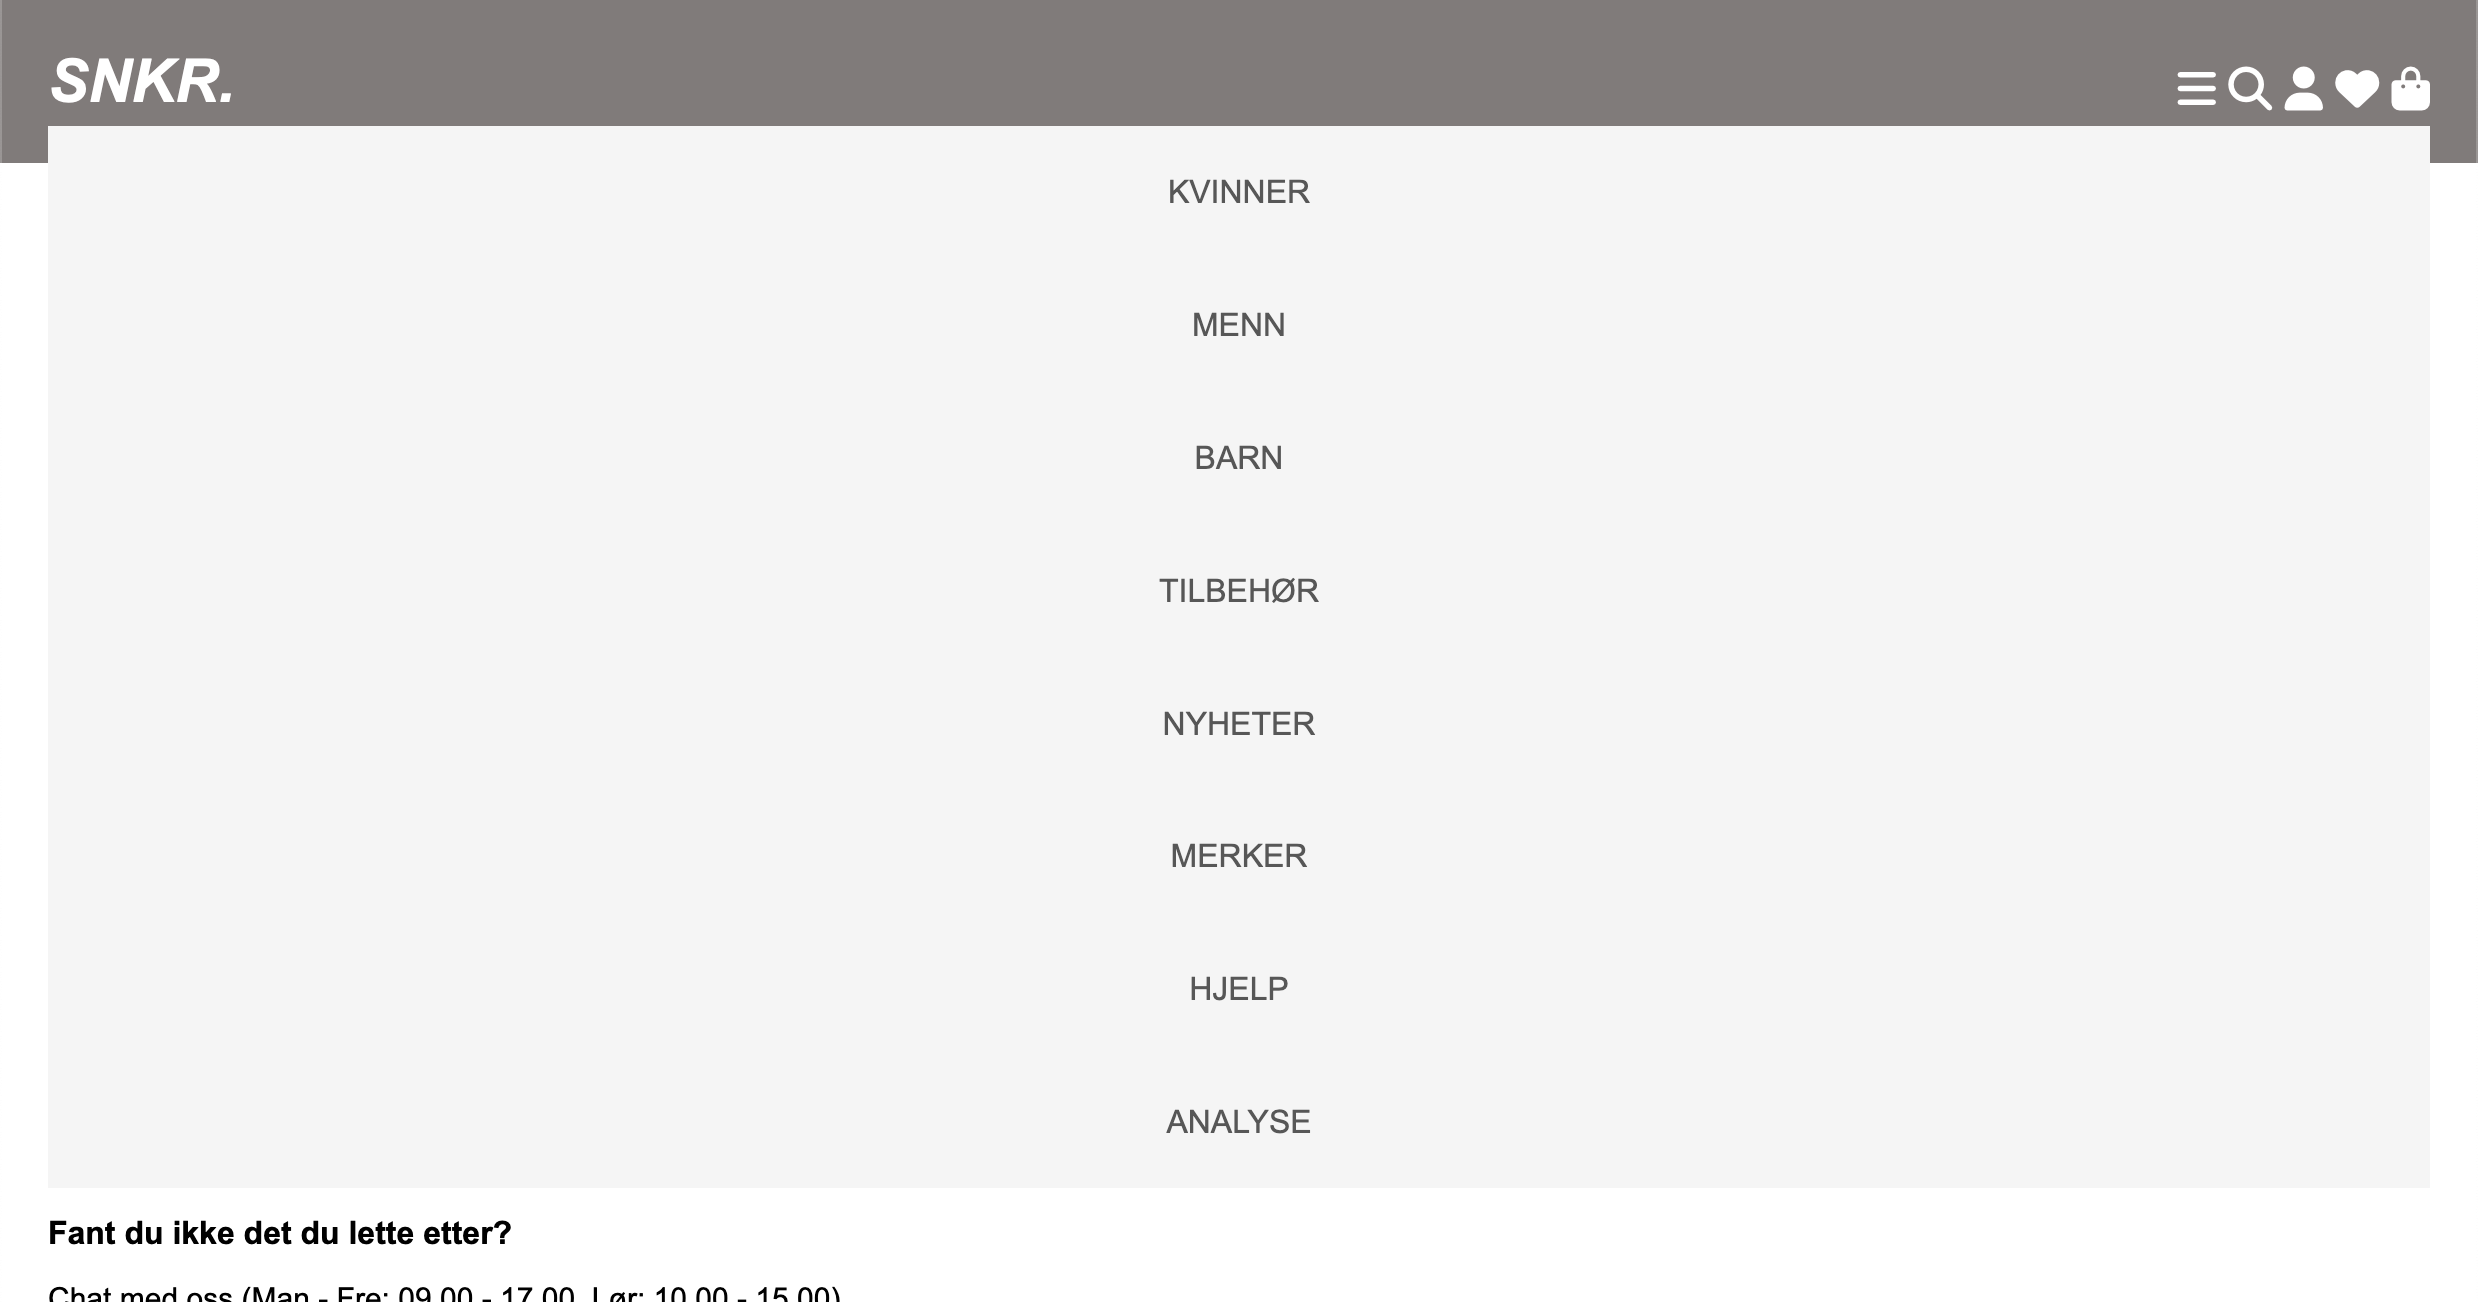 SNKR.
KVINNER
MENN
BARN
TILBEHØR
NYHETER
MERKER
HJELP
ANALYSE
Fant du ikke det du lette etter?
Chat med oss (Man - Fre: 09.00 - 17.00, Lør: 10.00 - 15.00)